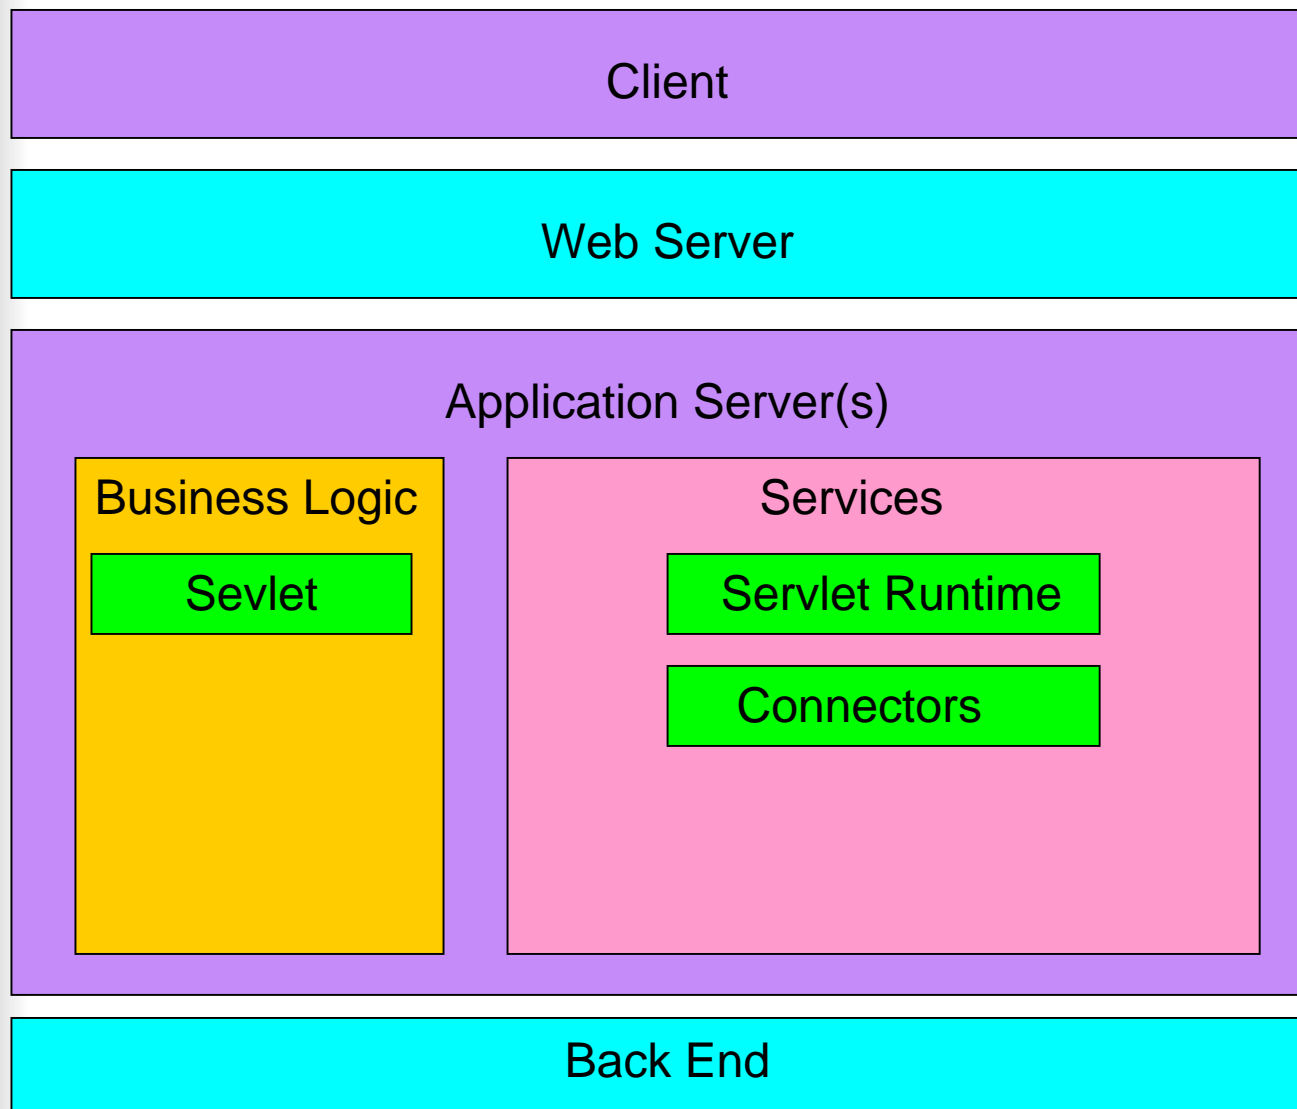 Client
Web Server
Application Server(s)
Business Logic
Services
Sevlet
Servlet Runtime
Connectors
Back End